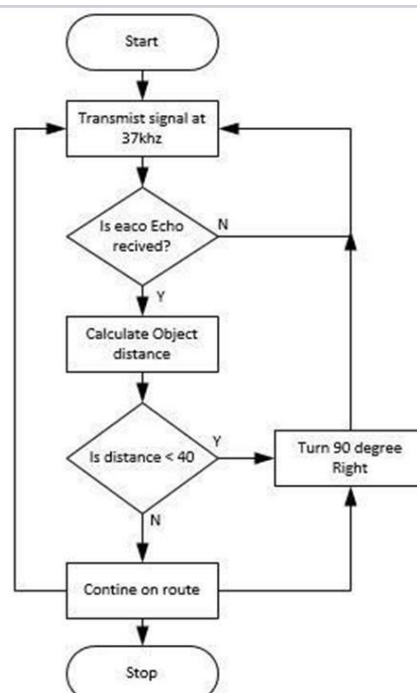 Start
Transmist signal at
37khz
Is eaco Echo
recived?
N
Y
Calculate Object
distance
Is distance < 40
Y
Turn 90 degree
Right
N
Contine on route
Stop